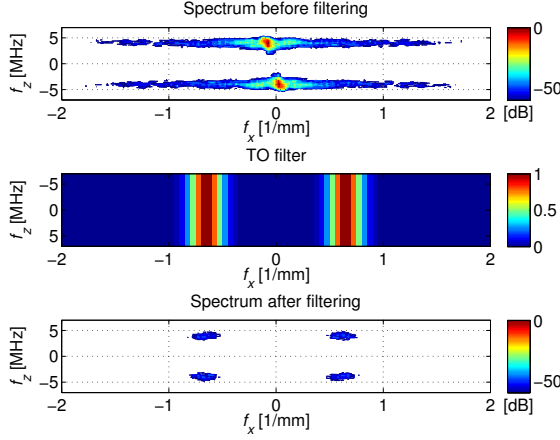 Spectrum before filtering
5
0
−5
f_z [MHz]
−2 −1 0 1 2
f_x [1/mm]
0
−50
[dB]
TO filter
−5
0
5
f_z [MHz]
−2 −1 0 1 2
f_x [1/mm]
1
0.5
0
Spectrum after filtering
5
0
−5
f_z [MHz]
−2 −1 0 1 2
f_x [1/mm]
0
−50
[dB]